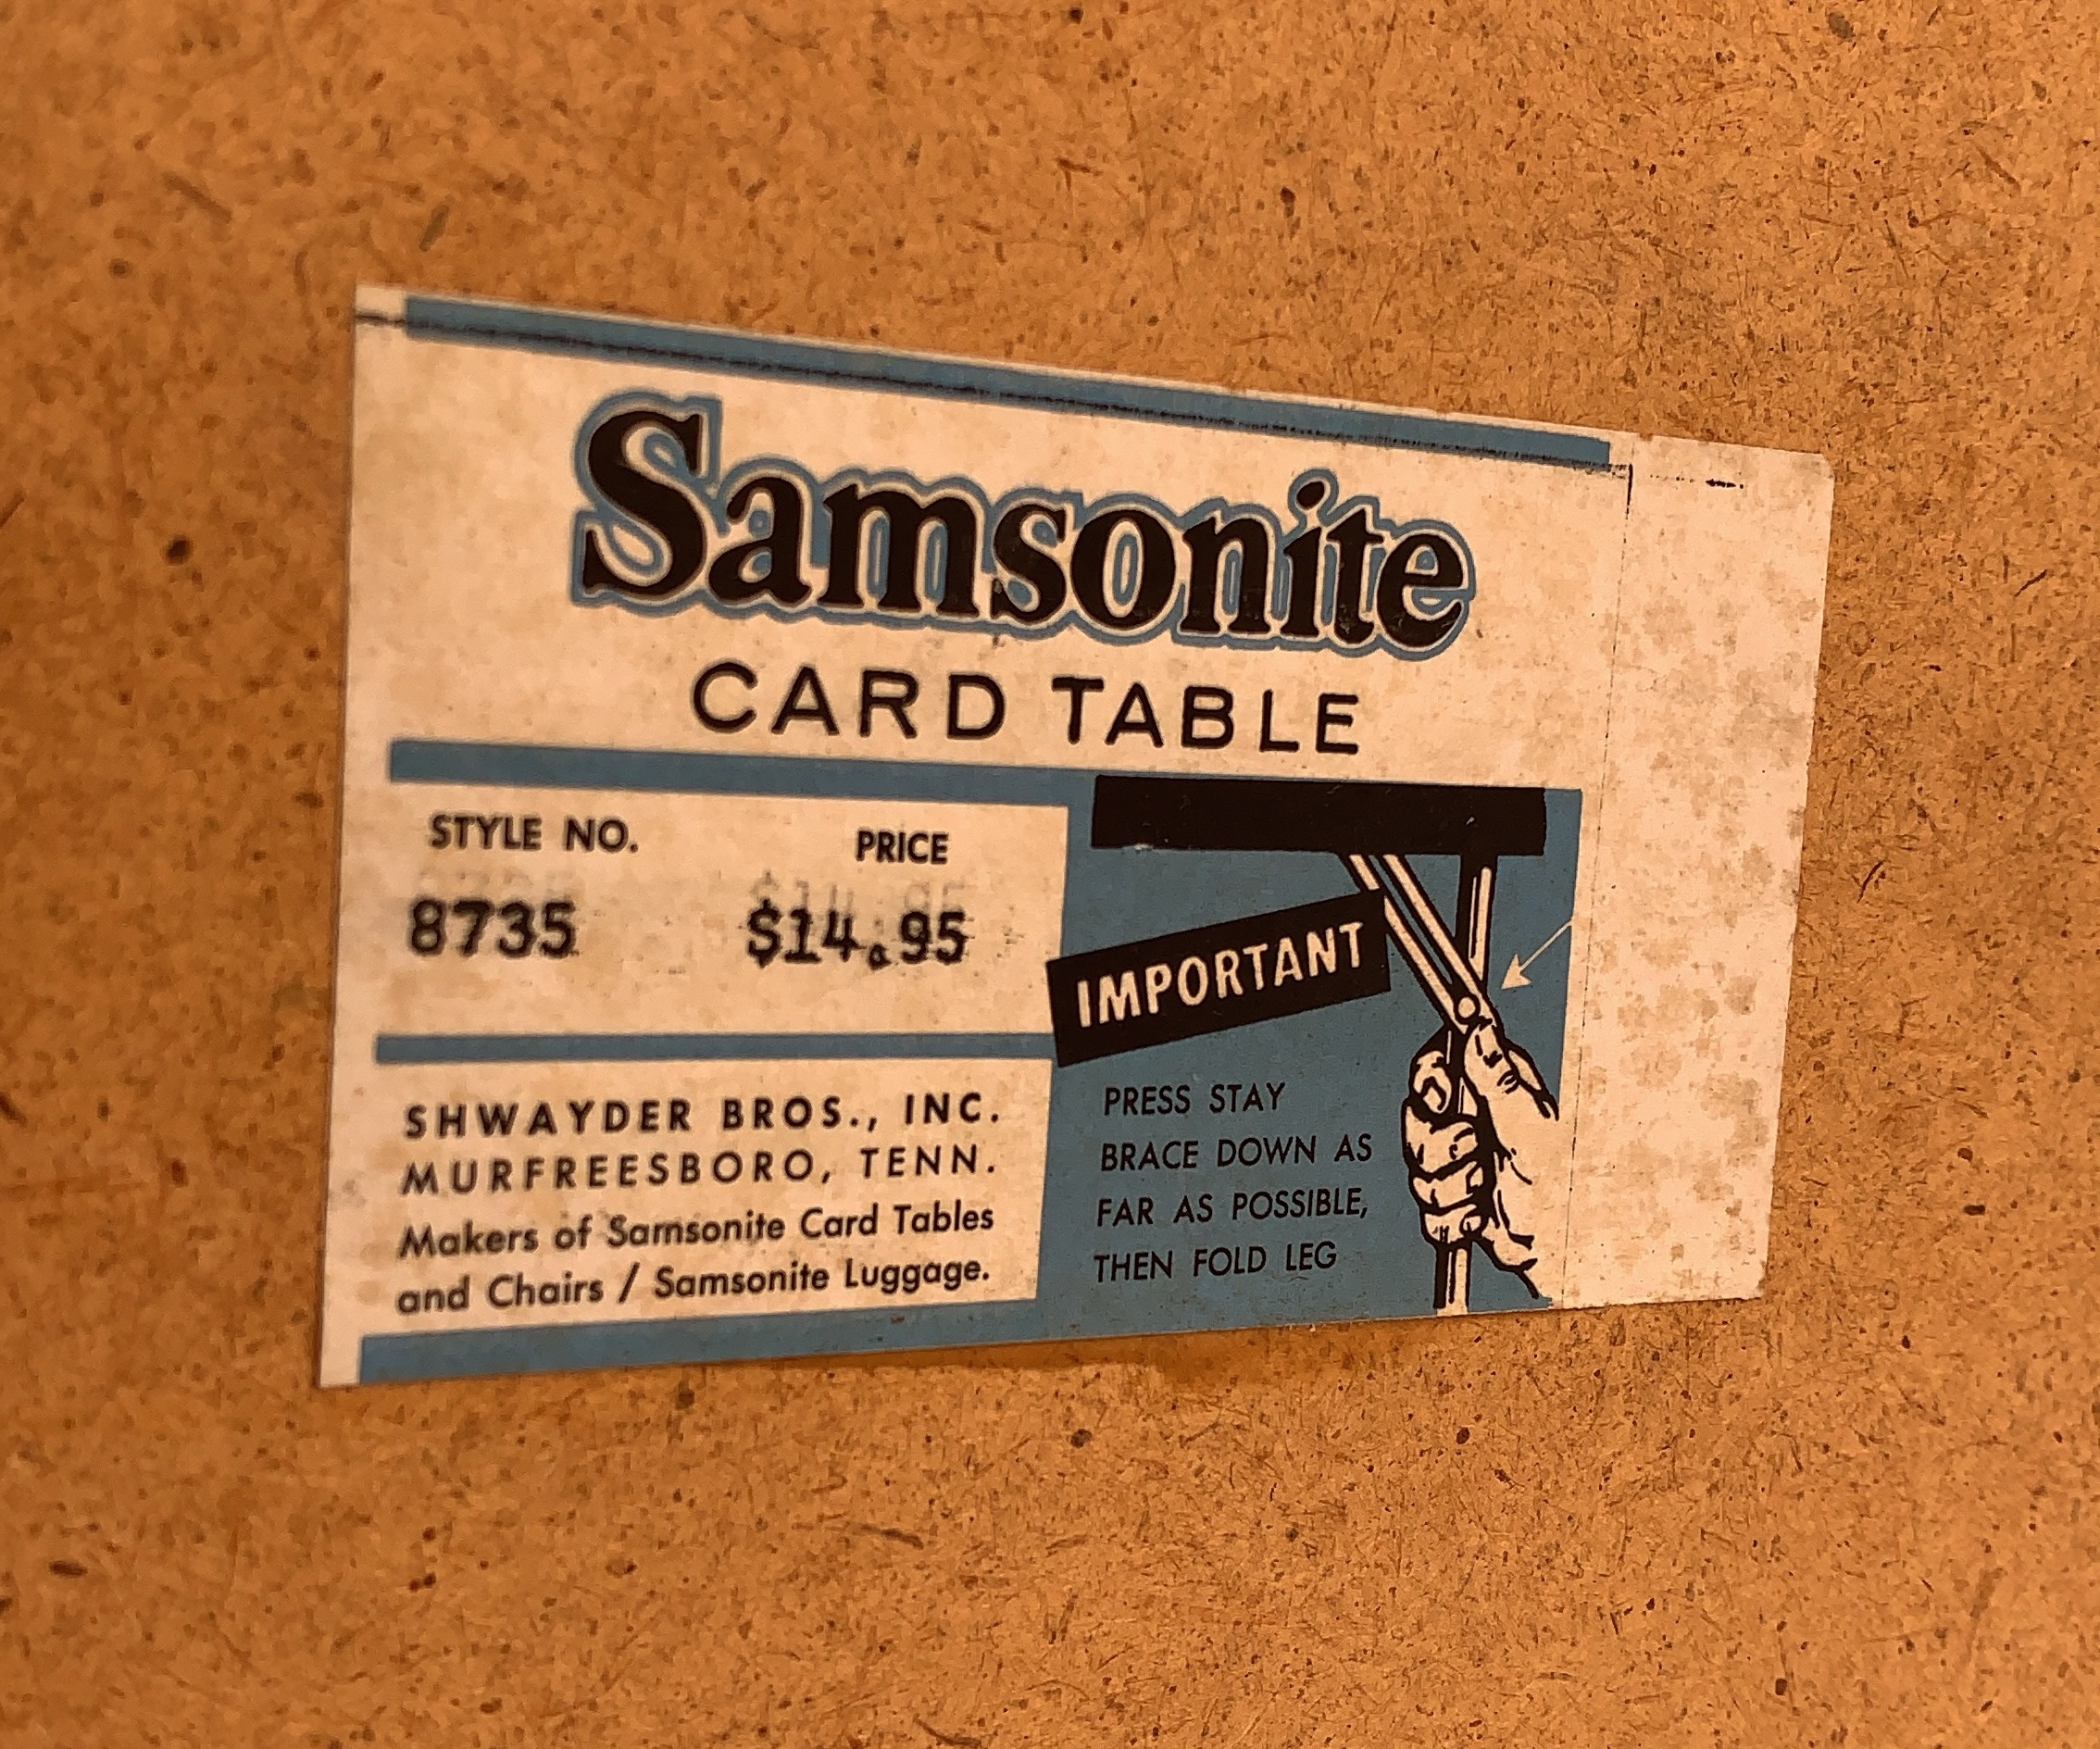 Samsonite
CARD TABLE
STYLE NO. PRICE
8735 $14.95
SHWAYDER BROS., INC.
MURFREESBORO, TENN.
Makers of Samsonite Card Tables
and Chairs / Samsonite Luggage.
IMPORTANT
PRESS STAY
BRACE DOWN AS
FAR AS POSSIBLE,
THEN FOLD LEG